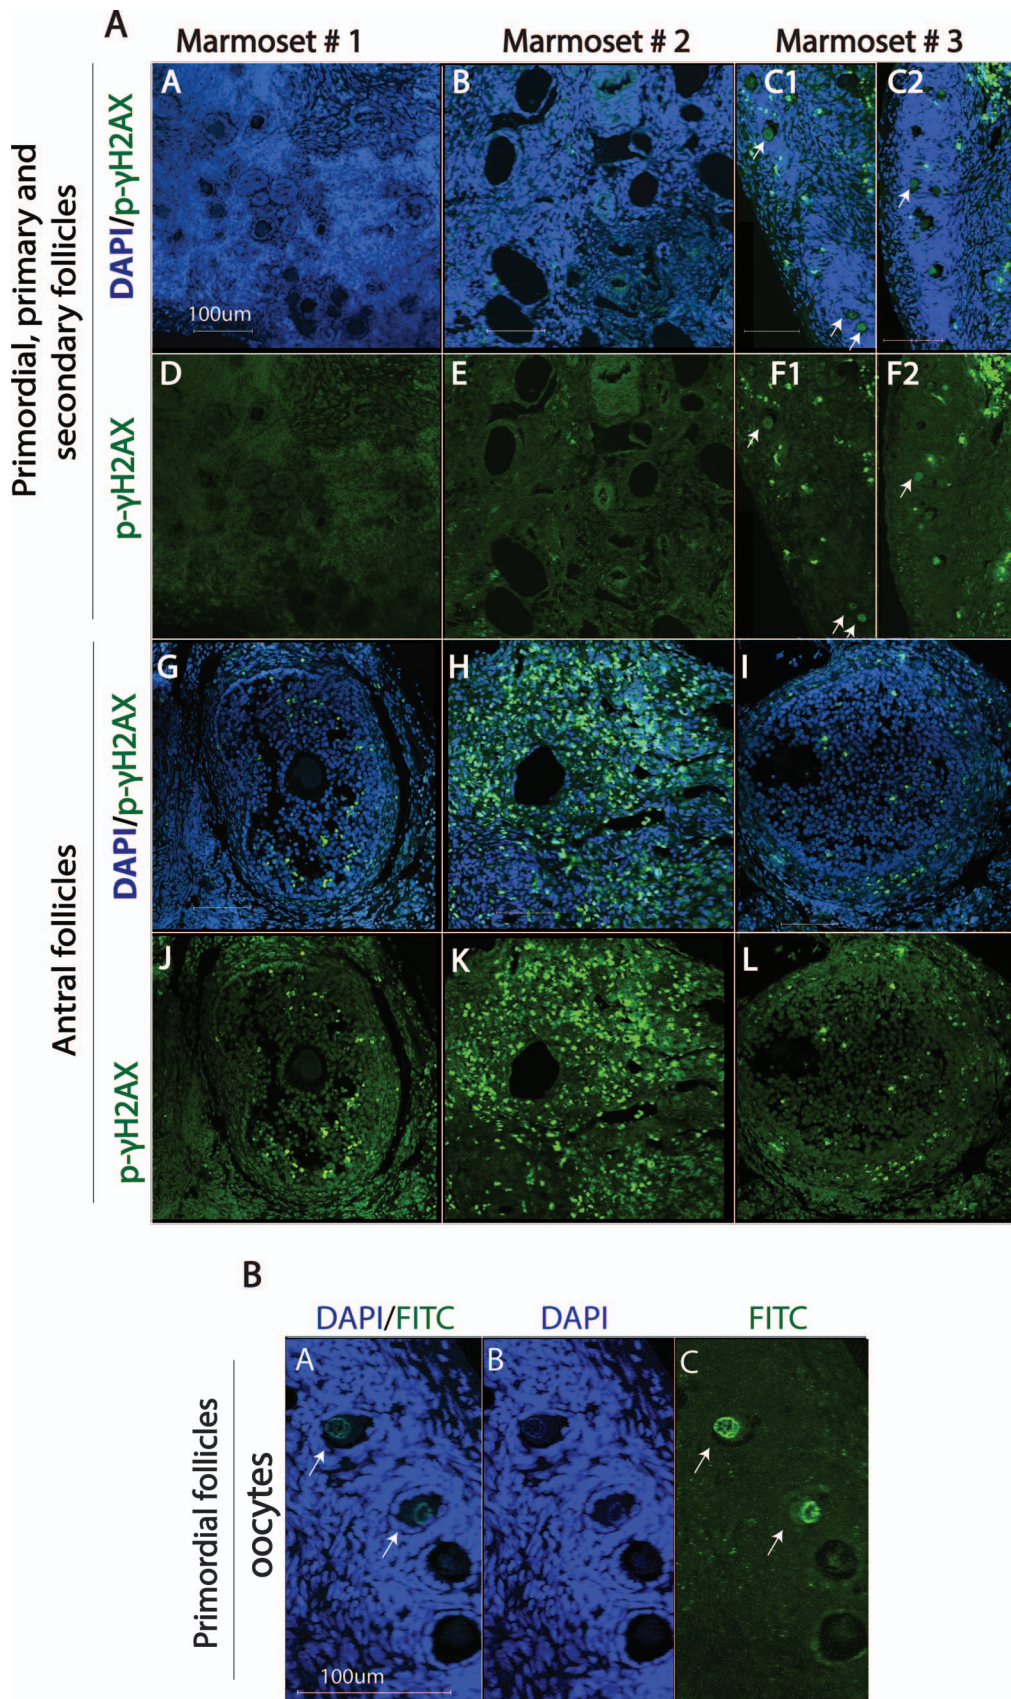 A
Marmoset # 1
Marmoset # 2
Marmoset # 3
Primordial, primary and
secondary follicles
DAPI/p-γH2AX
A
100um
B
C1
C2
p-γH2AX
D
E
F1
F2
Antral follicles
DAPI/p-γH2AX
G
H
I
p-γH2AX
J
K
L
B
DAPI/FITC
DAPI
FITC
Primordial follicles
oocytes
A
100um
B
C